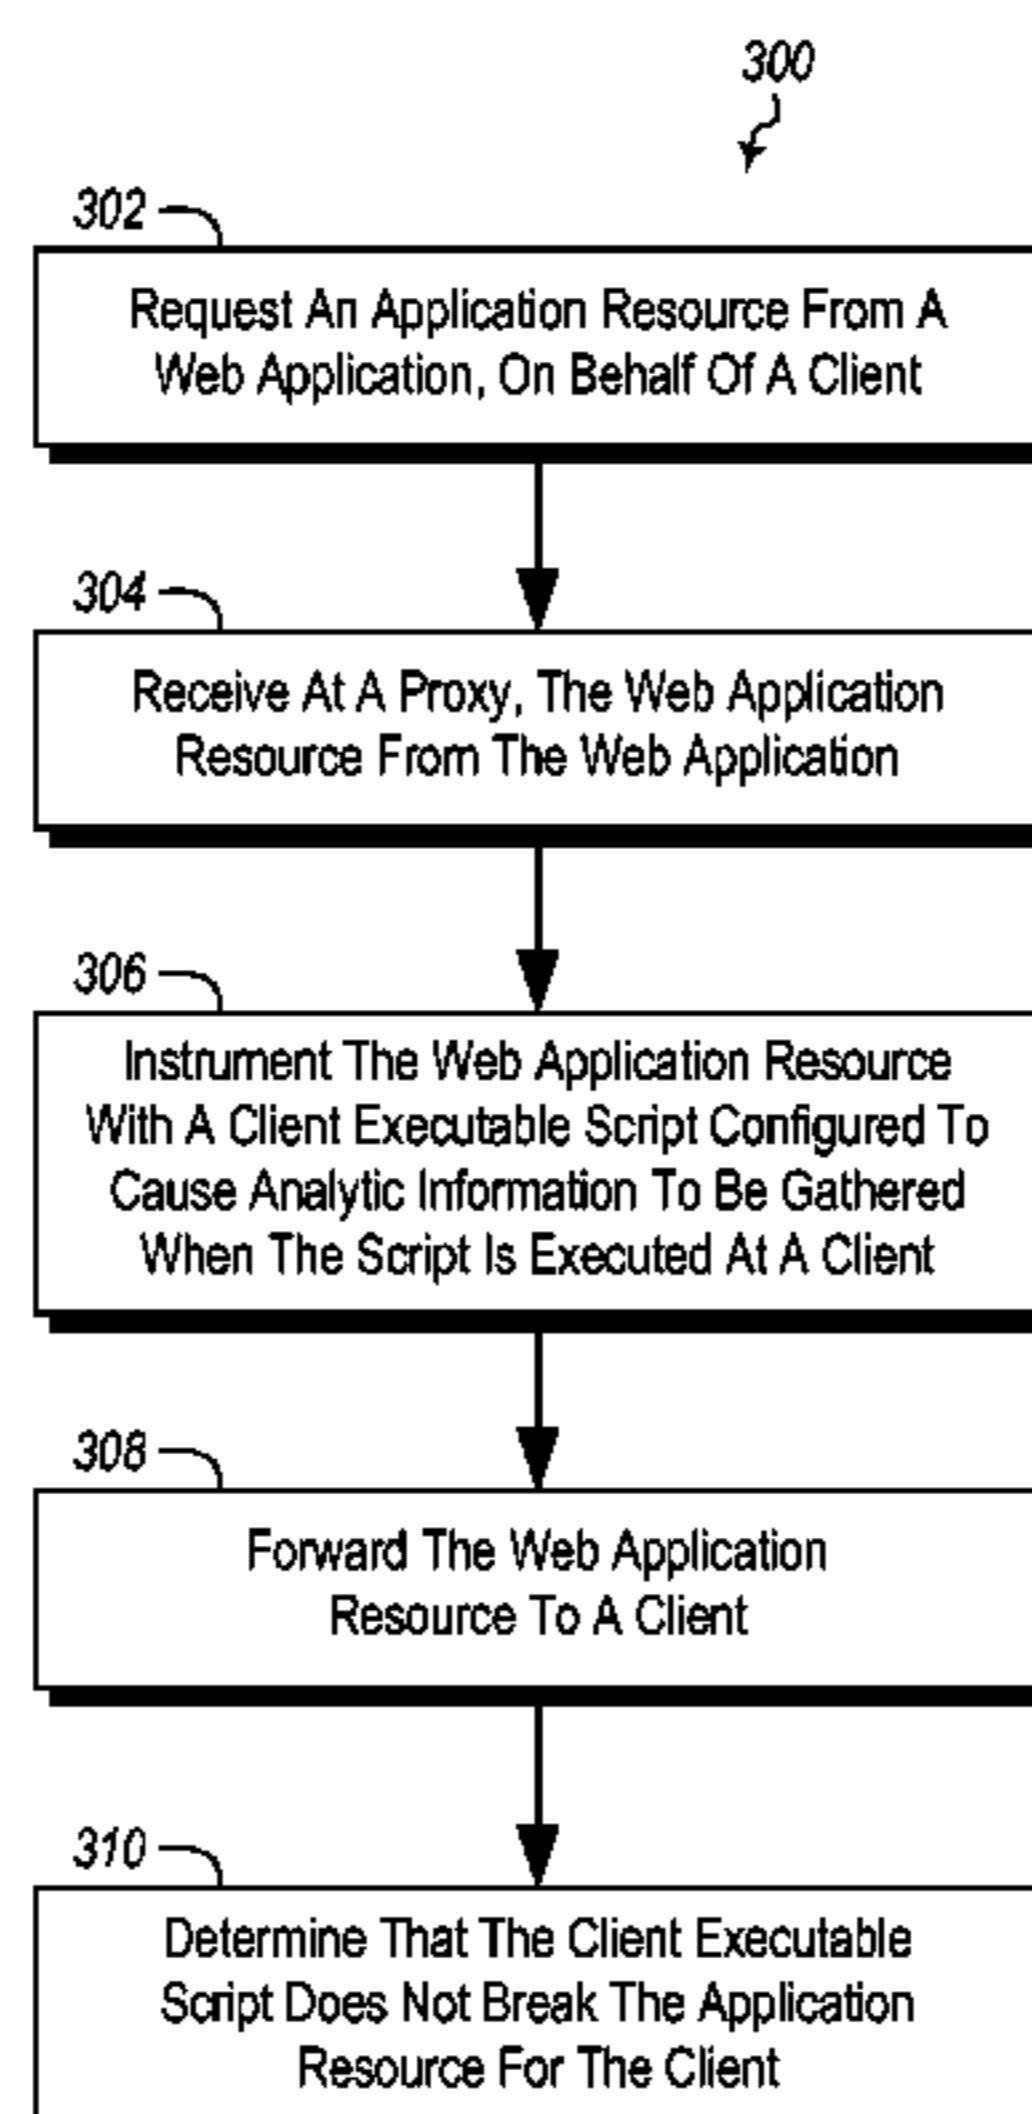 300
302
Request An Application Resource From A
Web Application, On Behalf Of A Client
304
Receive At A Proxy, The Web Application
Resource From The Web Application
306
Instrument The Web Application Resource
With A Client Executable Script Configured To
Cause Analytic Information To Be Gathered
When The Script Is Executed At A Client
308
Forward The Web Application
Resource To A Client
310
Determine That The Client Executable
Script Does Not Break The Application
Resource For The Client